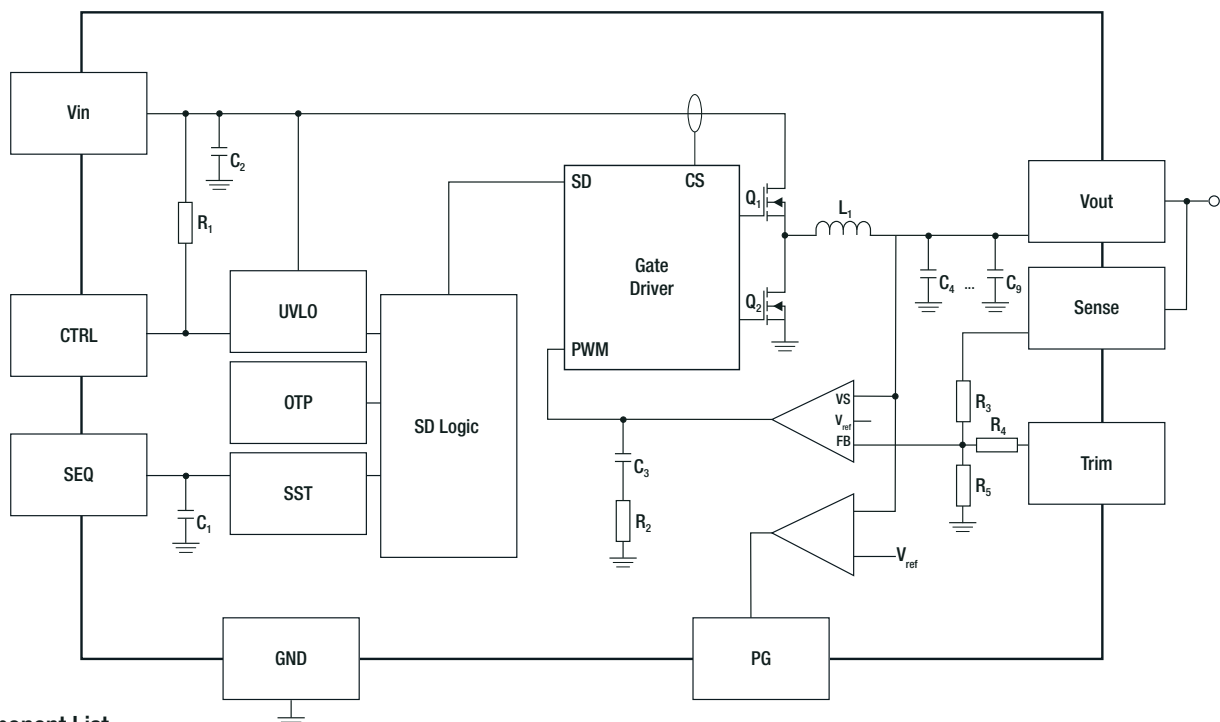 Vin
C2
SD
CS
Q1
L1
Vout
R1
Gate
Driver
Q2
C4 ... C9
Sense
CTRL
UVLO
PWM
OTP
SD Logic
VS
Vref
FB
R3
R4
Trim
SEQ
SST
C1
C3
R2
R5
Vref
GND
PG